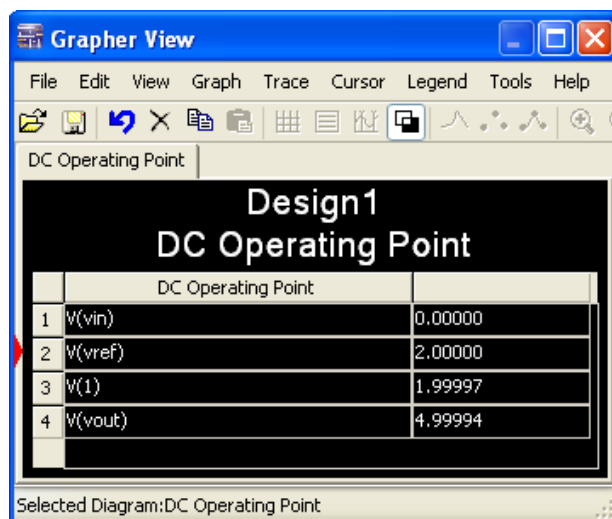 Grapher View
File Edit View Graph Trace Cursor Legend Tools Help
DC Operating Point
Design1
DC Operating Point
DC Operating Point
1 V(vin) 0.00000
2 V(vref) 2.00000
3 V(1) 1.99997
4 V(vout) 4.99994
Selected Diagram:DC Operating Point